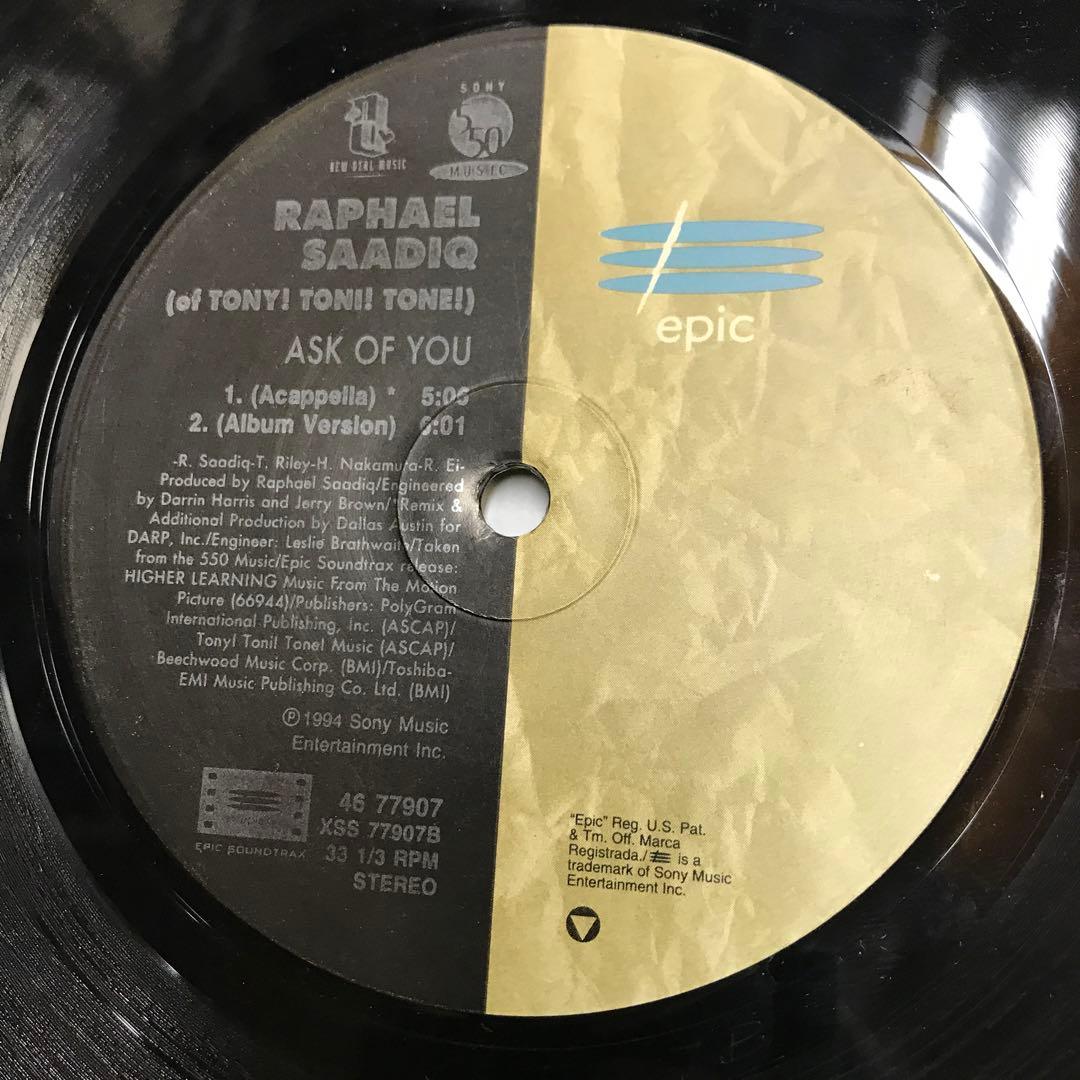 NEW DEAL MUSIC
SONY
550
MUSIC
RAPHAEL
SAADIQ
(of TONY! TONI! TONE!)
ASK OF YOU
1. (Acappella) * 5:06
2. (Album Version) 6:01
-R. Saadiq-T. Riley-H. Nakamura-R. Ei-
Produced by Raphael Saadiq/Engineered
by Darrin Harris and Jerry Brown/*Remix &
Additional Production by Dallas Austin for
DARP, Inc./Engineer: Leslie Brathwaite/Taken
from the 550 Music/Epic Soundtrax release:
HIGHER LEARNING Music From The Motion
Picture (66944)/Publishers: PolyGram
International Publishing, Inc. (ASCAP)/
Tony! Toni! Tone! Music (ASCAP)/
Beechwood Music Corp. (BMI)/Toshiba-
EMI Music Publishing Co. Ltd. (BMI)
℗ 1994 Sony Music
Entertainment Inc.
46 77907
XSS 77907B
33 1/3 RPM
STEREO
EPIC SOUNDTRAX
epic
"Epic" Reg. U.S. Pat.
& Tm. Off. Marca
Registrada./ is a
trademark of Sony Music
Entertainment Inc.